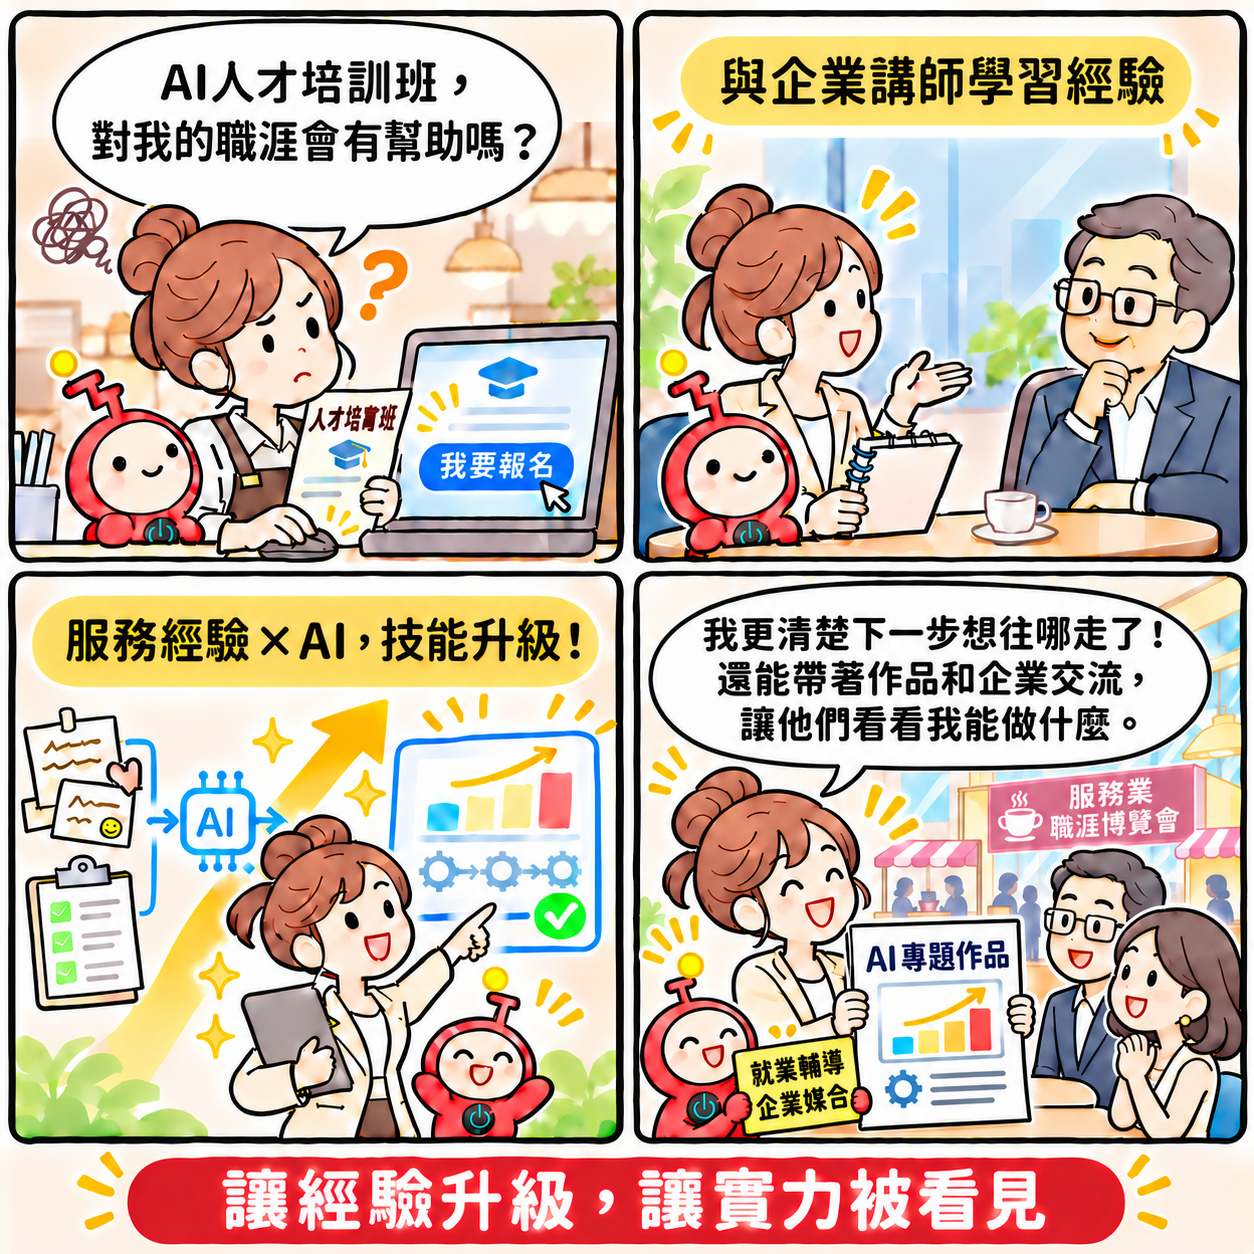 AI人才培訓班，
對我的職涯會有幫助嗎？
人才培育班
我要報名
與企業講師學習經驗
服務經驗×AI，技能升級！
AI
我更清楚下一步想往哪走了！
還能帶著作品和企業交流，
讓他們看看我能做什麼。
服務業
職涯博覽會
AI專題作品
就業輔導
企業媒合
讓經驗升級，讓實力被看見